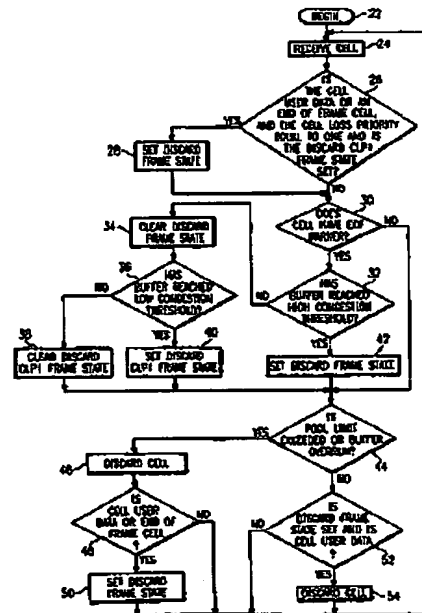 BEGIN
22
RECEIVE CELL
24
IS
THE CELL
USER DATA OR AN
END OF FRAME CELL,
AND THE CELL LOSS PRIORITY
EQUAL TO ONE AND IS
THE DISCARD CLP1
FRAME STATE
SET?
26
YES
NO
28
SET DISCARD
FRAME STATE
30
DOES
CELL HAVE EOF
MARKER?
NO
YES
34
CLEAR DISCARD
FRAME STATE
32
HAS
BUFFER REACHED
HIGH CONGESTION
THRESHOLD?
NO
YES
36
HAS
BUFFER REACHED
LOW CONGESTION
THRESHOLD?
NO
YES
38
CLEAR DISCARD
CLP1 FRAME STATE
40
SET DISCARD
CLP1 FRAME STATE
42
SET DISCARD FRAME STATE
IS
POOL LIMIT
EXCEEDED OR BUFFER
OVERRUN?
44
YES
NO
46
DISCARD CELL
IS
CELL USER
DATA OR END OF
FRAME CELL
?
48
NO
YES
50
SET DISCARD
FRAME STATE
IS
DISCARD FRAME
STATE SET AND IS
CELL USER DATA
?
52
NO
YES
DISCARD CELL
54